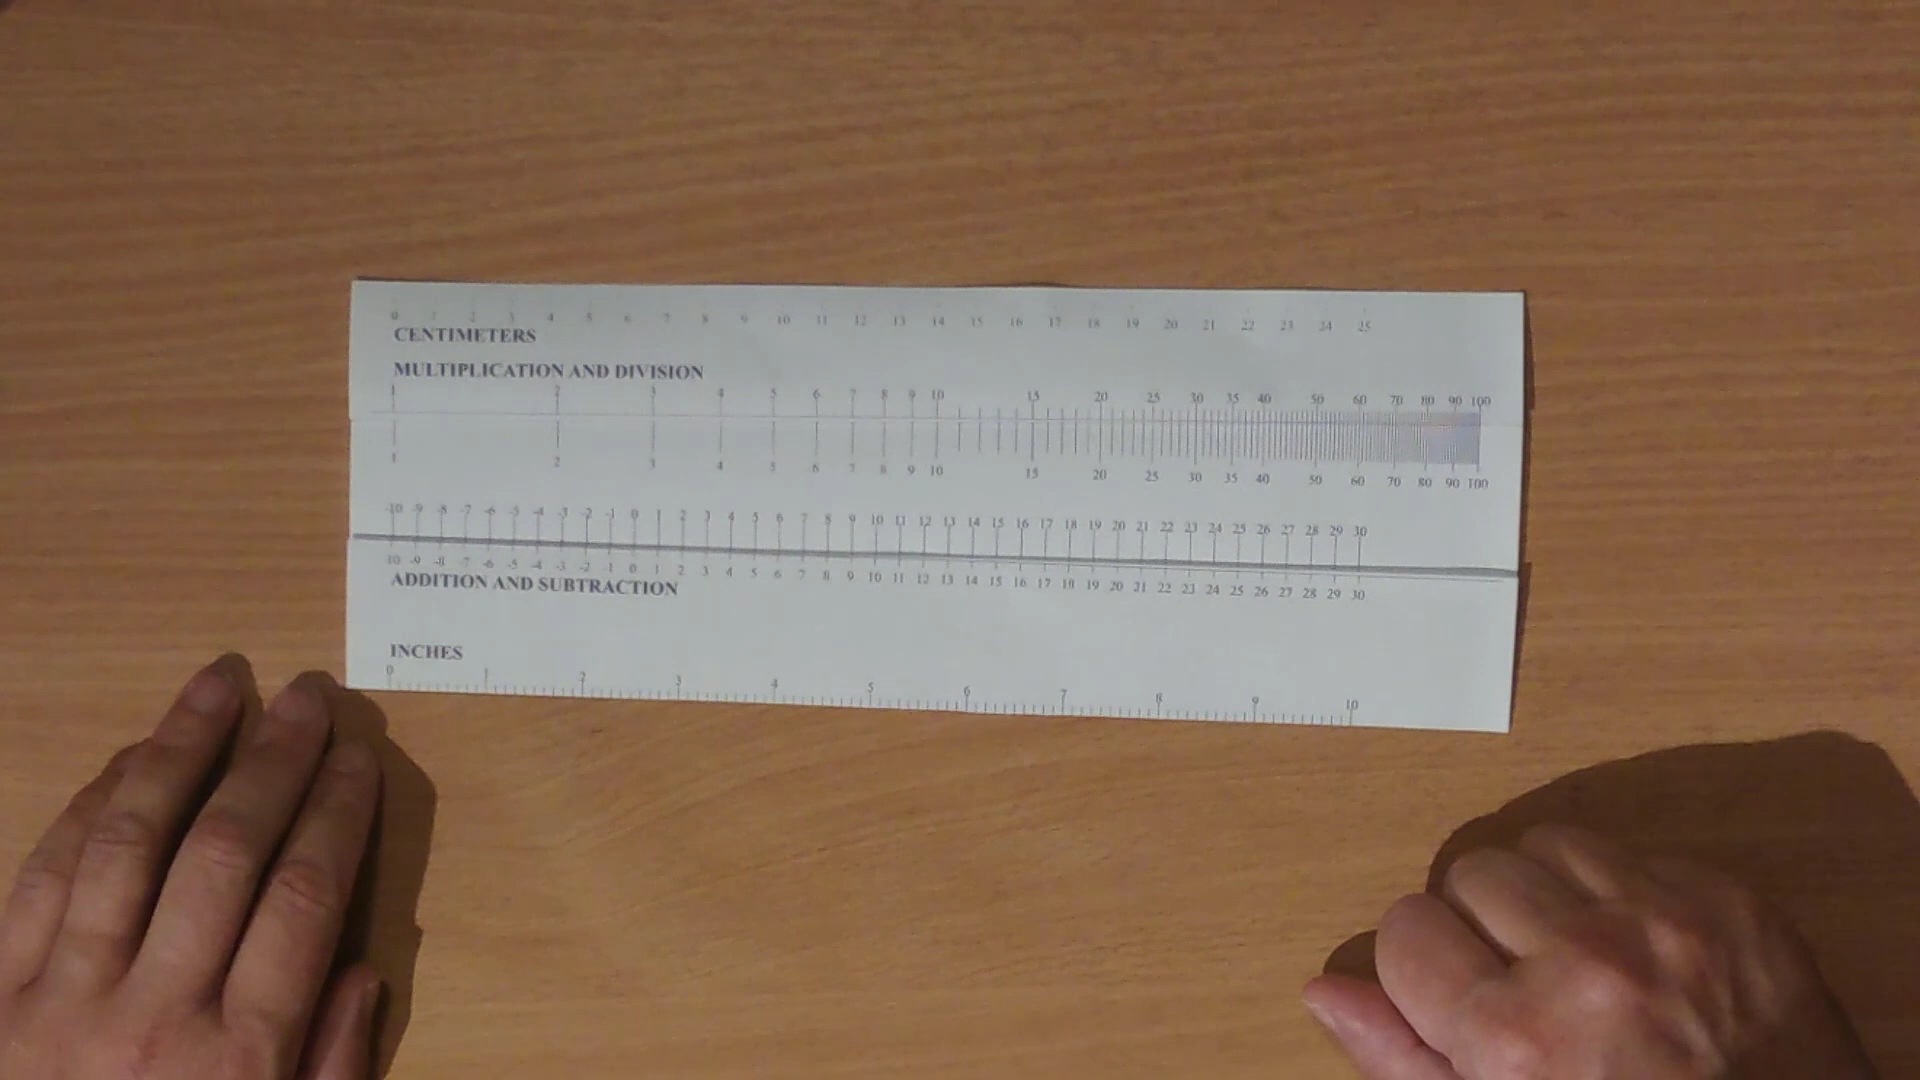 0 1 2 3 4 5 6 7 8 9 10 11 12 13 14 15 16 17 18 19 20 21 22 23 24 25
CENTIMETERS
MULTIPLICATION AND DIVISION
1 2 3 4 5 6 7 8 9 10 15 20 25 30 35 40 50 60 70 80 90 100
1 2 3 4 5 6 7 8 9 10 15 20 25 30 35 40 50 60 70 80 90 100
-10 -9 -8 -7 -6 -5 -4 -3 -2 -1 0 1 2 3 4 5 6 7 8 9 10 11 12 13 14 15 16 17 18 19 20 21 22 23 24 25 26 27 28 29 30
-10 -9 -8 -7 -6 -5 -4 -3 -2 -1 0 1 2 3 4 5 6 7 8 9 10 11 12 13 14 15 16 17 18 19 20 21 22 23 24 25 26 27 28 29 30
ADDITION AND SUBTRACTION
INCHES
0 1 2 3 4 5 6 7 8 9 10